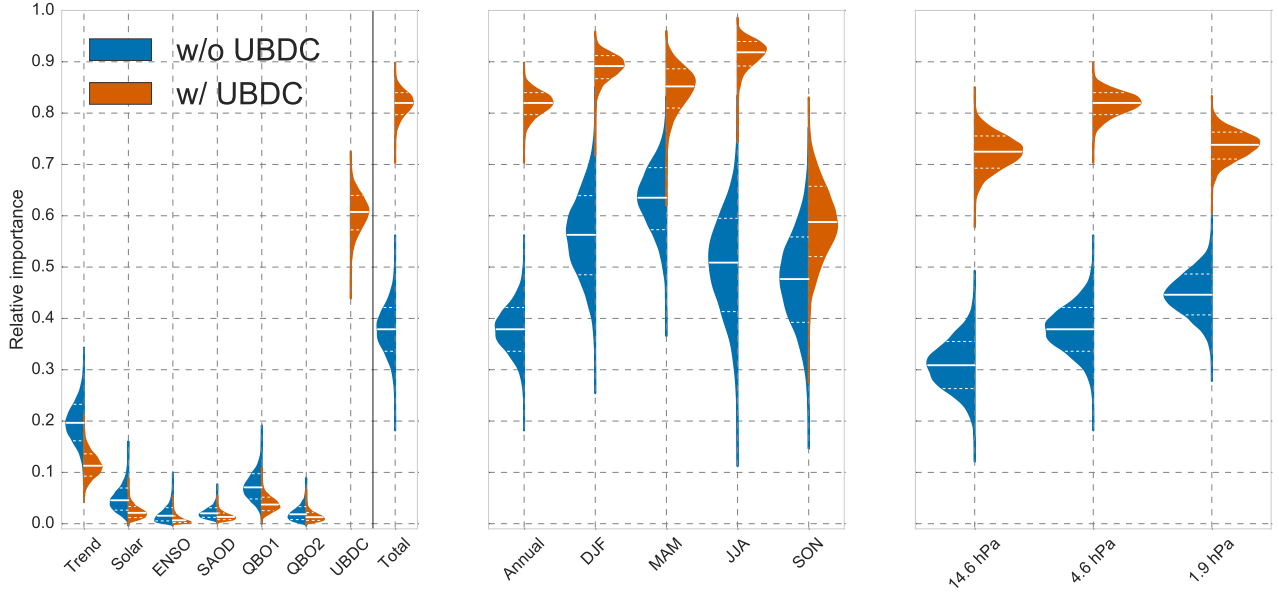 1.0
0.9
0.8
0.7
0.6
0.5
0.4
0.3
0.2
0.1
0.0
Relative importance
w/o UBDC
w/ UBDC
Trend
Solar
ENSO
SAOD
QBO1
QBO2
UBDC
Total
Annual
DJF
MAM
JJA
SON
14.6 hPa
4.6 hPa
1.9 hPa